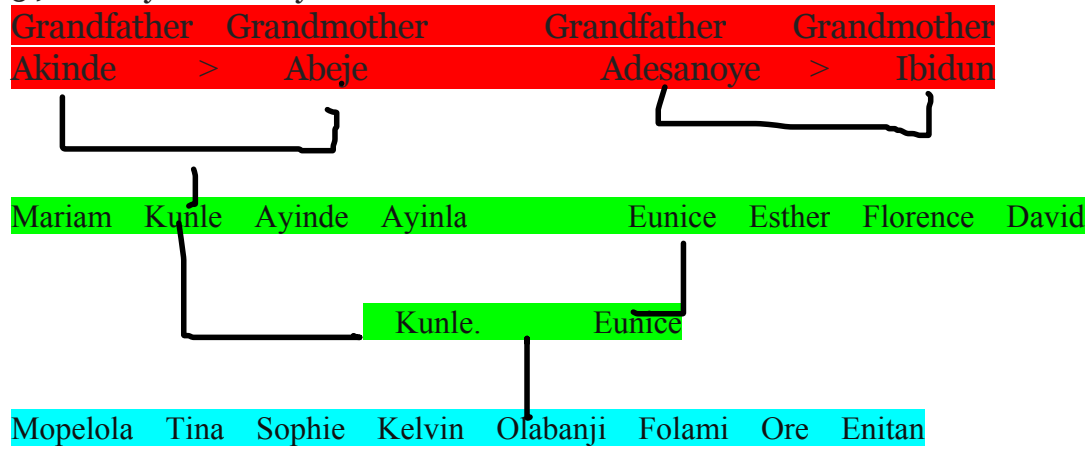 Grandfather Grandmother Grandfather Grandmother
Akinde > Abeje Adesanoye > Ibidun
Mariam Kunle Ayinde Ayinla Eunice Esther Florence David
Kunle. Eunice
Mopelola Tina Sophie Kelvin Olabanji Folami Ore Enitan